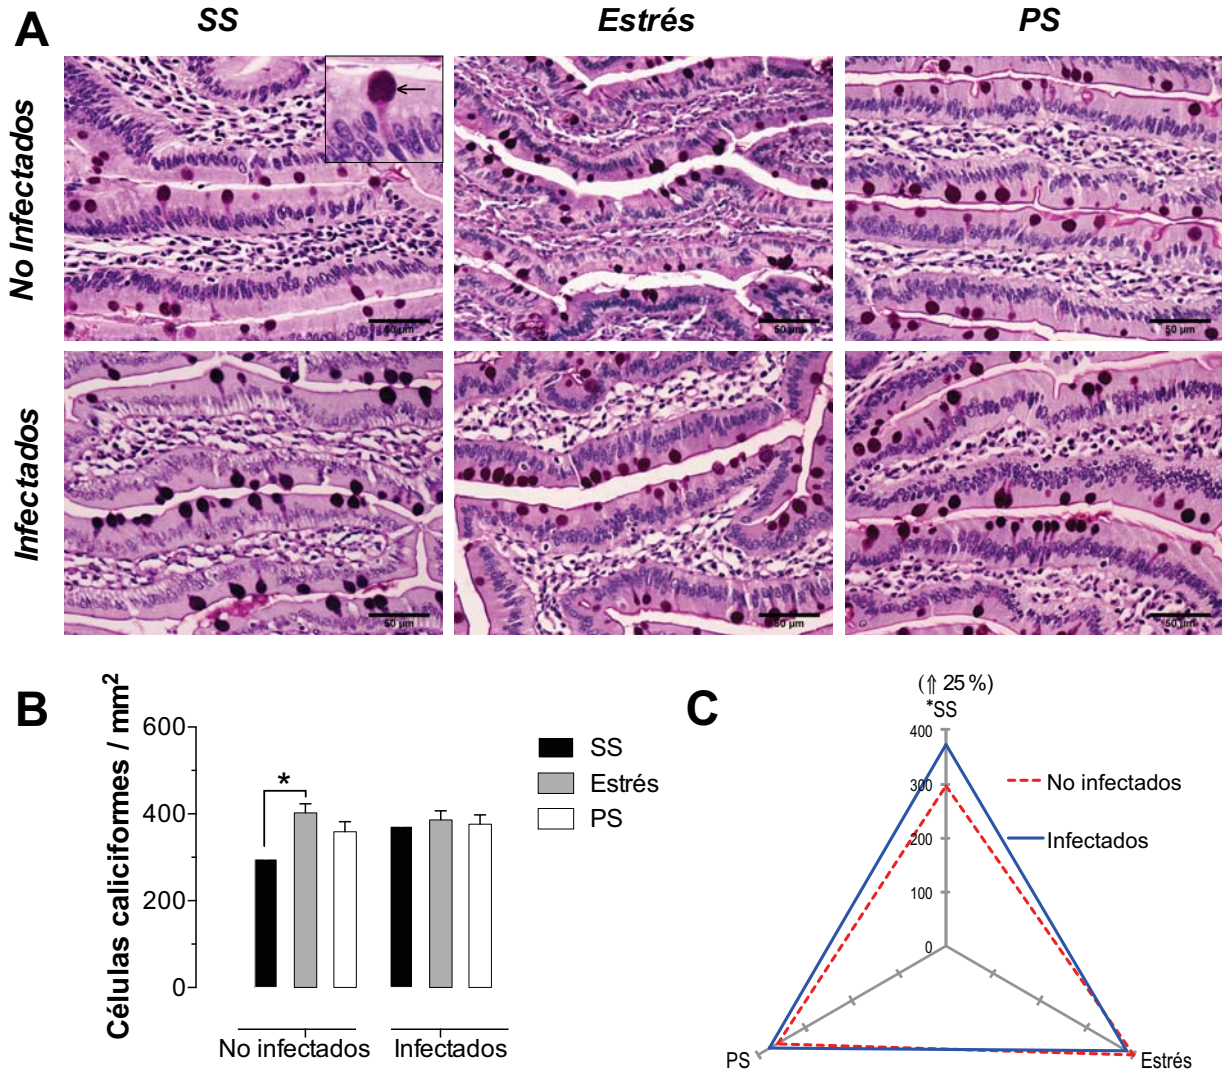 A
SS
Estrés
PS
No Infectados
50 µm
50 µm
50 µm
Infectados
50 µm
50 µm
50 µm
B
Células caliciformes / mm²
600
400
200
0
*
No infectados
Infectados
SS
Estrés
PS
C
(⇑ 25 %)
*SS
400
300
200
100
0
No infectados
Infectados
PS
Estrés